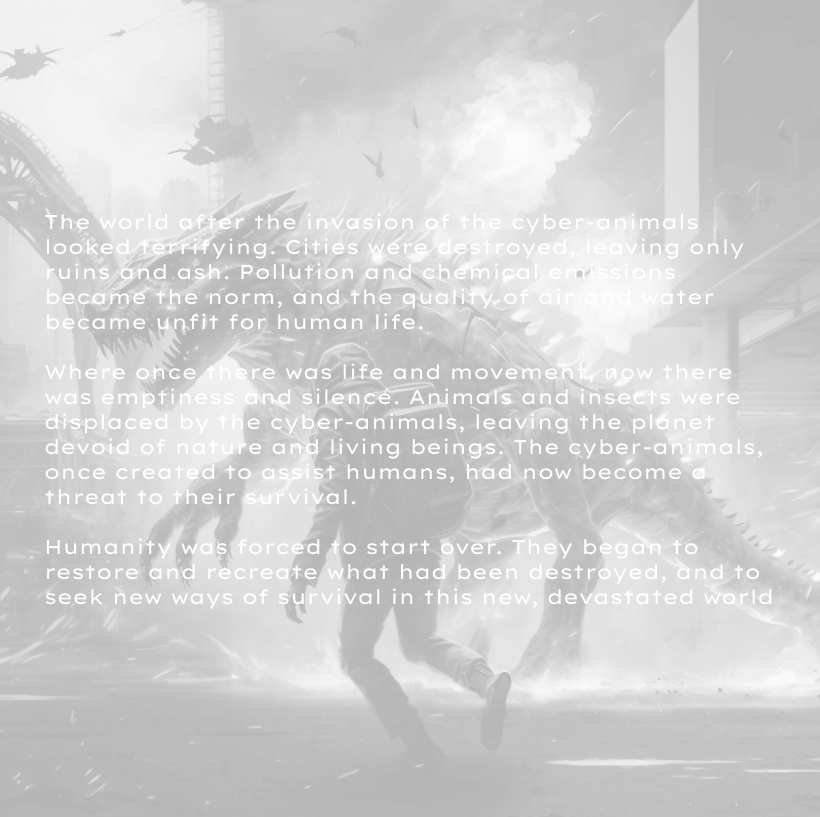 The world after the invasion of the cyber-animals
looked terrifying. Cities were destroyed, leaving only
ruins and ash. Pollution and chemical emissions
became the norm, and the quality of air and water
became unfit for human life.
Where once there was life and movement, now there
was emptiness and silence. Animals and insects were
displaced by the cyber-animals, leaving the planet
devoid of nature and living beings. The cyber-animals,
once created to assist humans, had now become a
threat to their survival.
Humanity was forced to start over. They began to
restore and recreate what had been destroyed, and to
seek new ways of survival in this new, devastated world